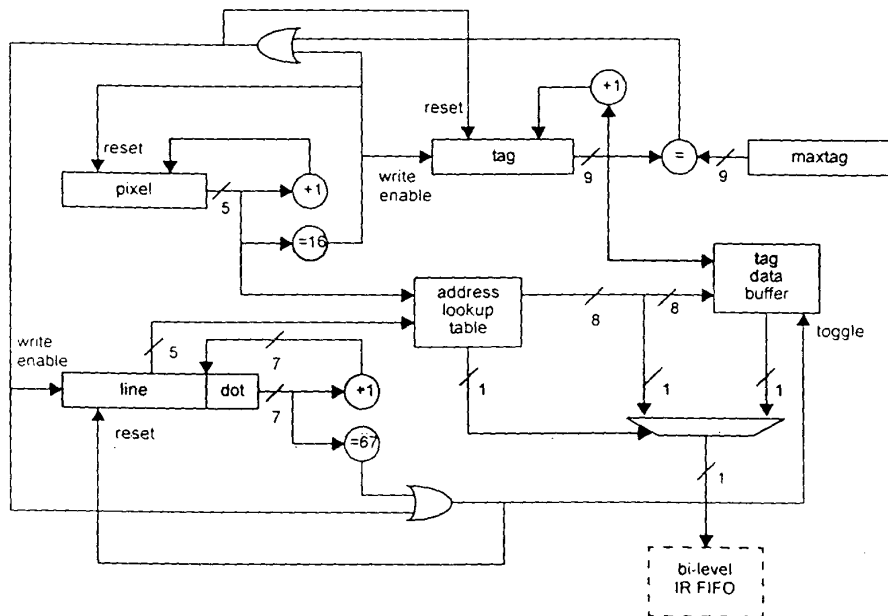 reset
+1
reset
tag
=
maxtag
9
9
write
enable
pixel
+1
5
=16
address
lookup
table
tag
data
buffer
8
8
toggle
write
enable
5
7
line
dot
+1
7
1
1
1
reset
=67
1
bi-level
IR FIFO